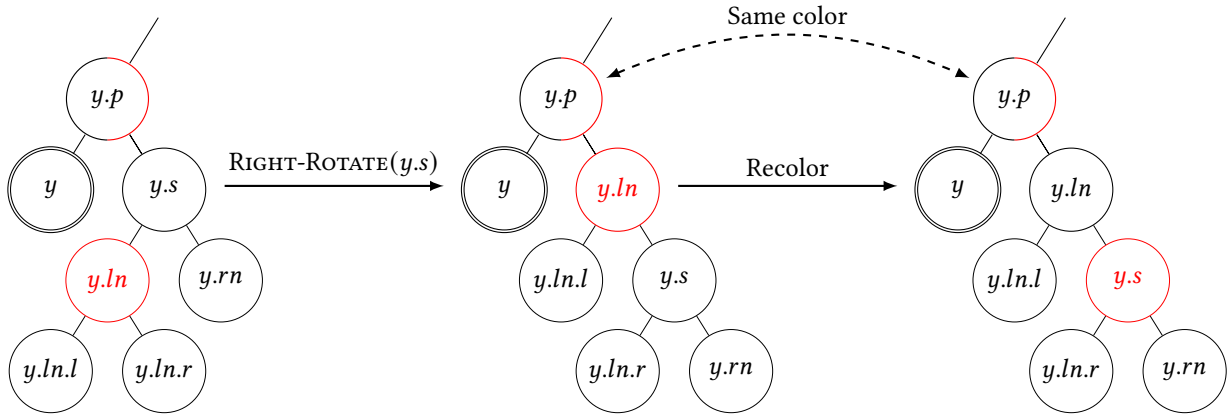 Same color
y.p
y.p
y.p
RIGHT-ROTATE(y.s)
Recolor
y
y.s
y
y.ln
y
y.ln
y.ln
y.rn
y.ln.l
y.s
y.ln.l
y.s
y.ln.l
y.ln.r
y.ln.r
y.rn
y.ln.r
y.rn